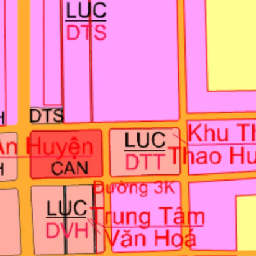 LUC
DTS
DTS
LUC
DTT
Khu Th
Thao Hu
An Huyện
CAN
Đường 3K
LUC
DVH
Trung Tâm
Văn Hoá